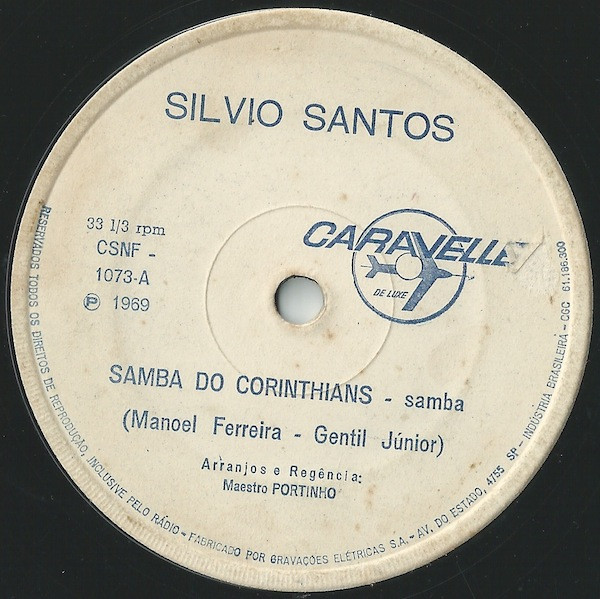 SILVIO SANTOS
33 1/3 rpm
CSNF -
1073-A
Ⓟ 1969
CARAVELLE
DE LUXE
SAMBA DO CORINTHIANS - samba
(Manoel Ferreira - Gentil Júnior)
Arranjos e Regência:
Maestro PORTINHO
RESERVADOS TODOS OS DIREITOS DE REPRODUÇÃO, INCLUSIVE PELO RÁDIO - FABRICADO POR GRAVAÇÕES ELÉTRICAS S.A. - AV. DO ESTADO, 4755 SP - INDÚSTRIA BRASILEIRA - CGC 61.186.300